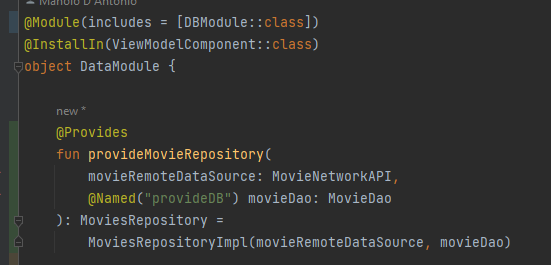 Manolo D'Antonio
@Module(includes = [DBModule::class])
@InstallIn(ViewModelComponent::class)
object DataModule {
new *
@Provides
fun provideMovieRepository(
movieRemoteDataSource: MovieNetworkAPI,
@Named("provideDB") movieDao: MovieDao
): MoviesRepository =
MoviesRepositoryImpl(movieRemoteDataSource, movieDao)